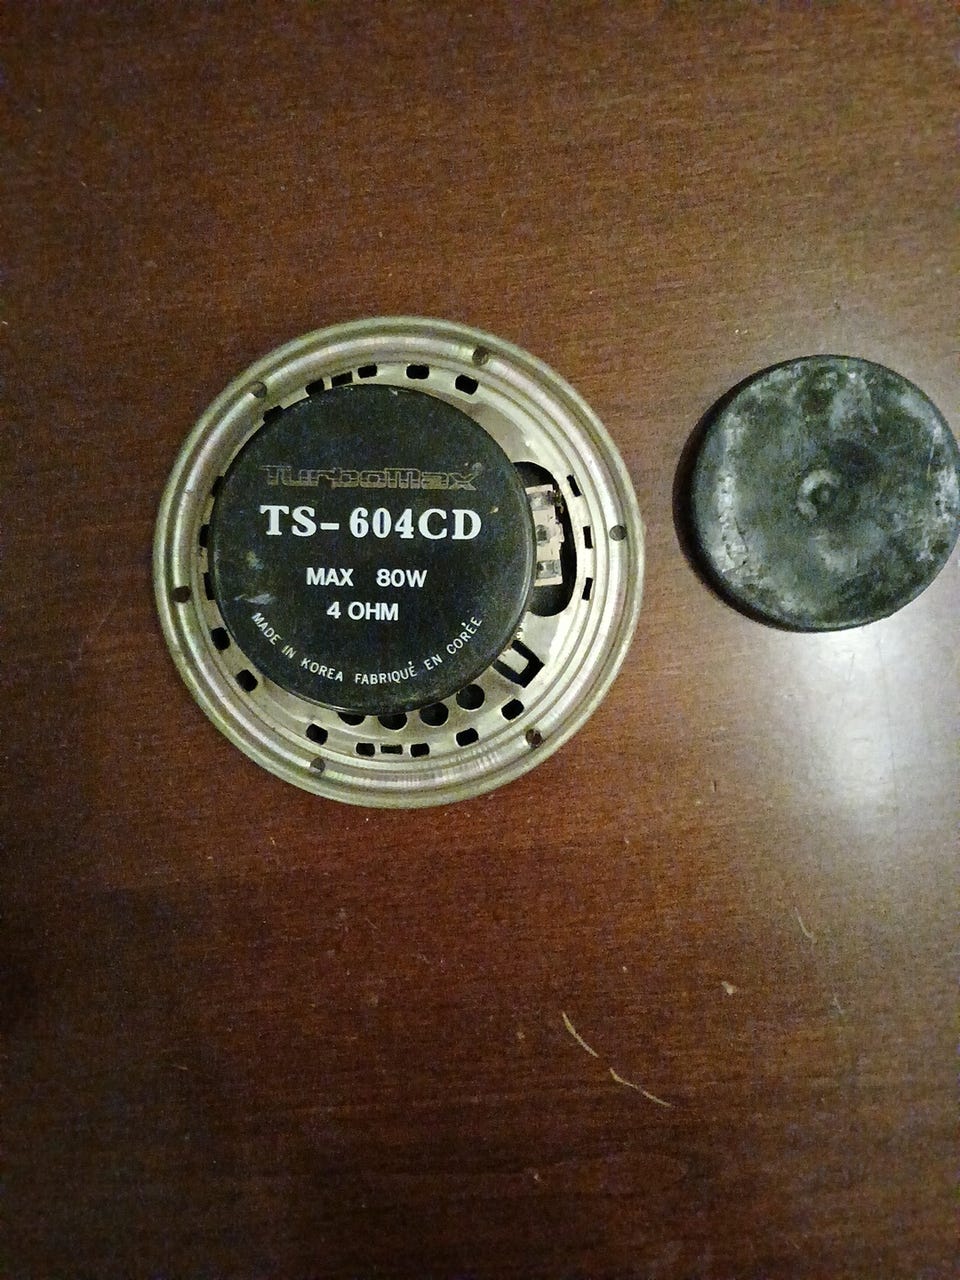 TurboMax
TS-604CD
MAX 80W
4 OHM
MADE IN KOREA FABRIQUÉ EN CORÉE